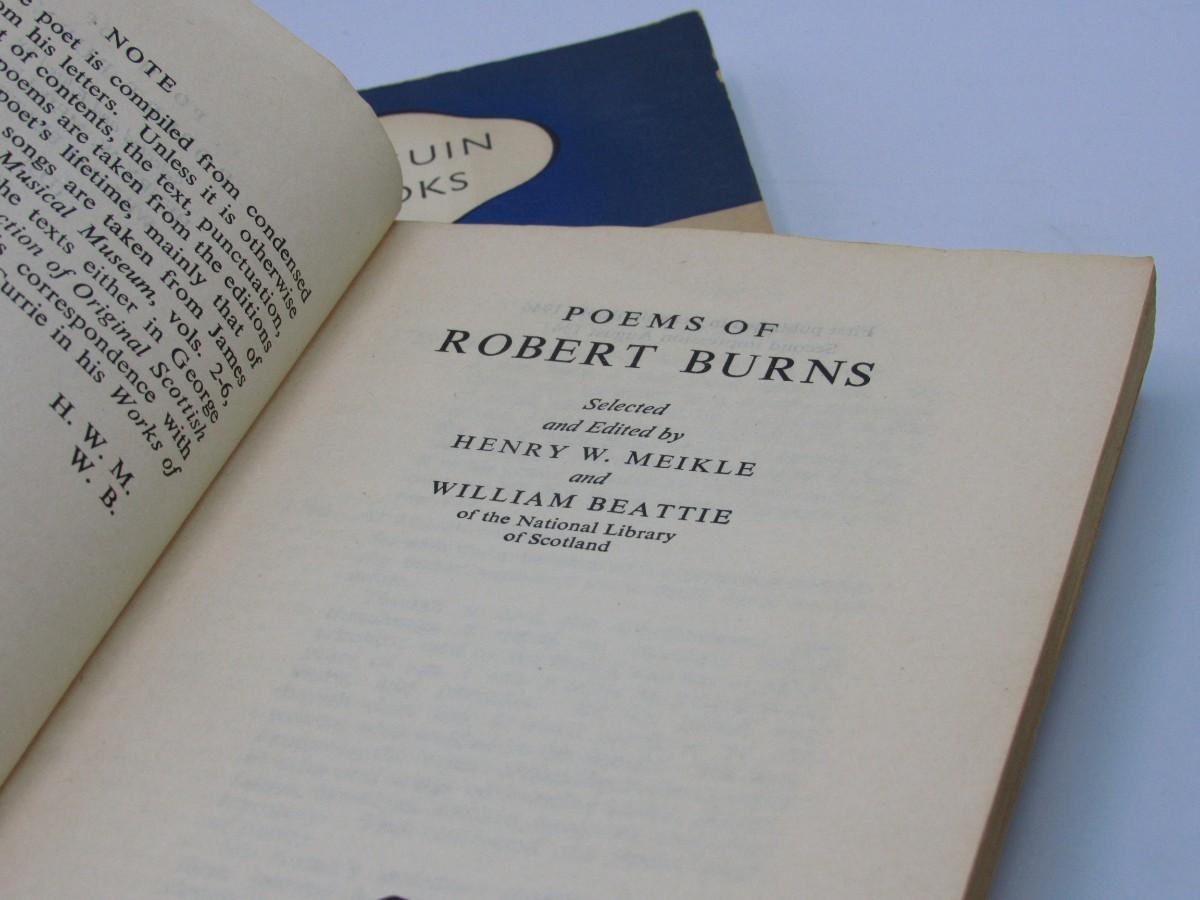 NOTE
poet is compiled from condensed
his letters. Unless it is otherwise
of contents, the text, punctuation,
poems are taken from the editions
poet's lifetime, mainly that of
songs are taken from James
Musical Museum, vols. 2-6,
the texts either in George
Original Scottish
correspondence with
Currie in his Works of
H. W. M.
W. B.
UIN
OKS
POEMS OF
ROBERT BURNS
Selected
and Edited by
HENRY W. MEIKLE
and
WILLIAM BEATTIE
of the National Library
of Scotland